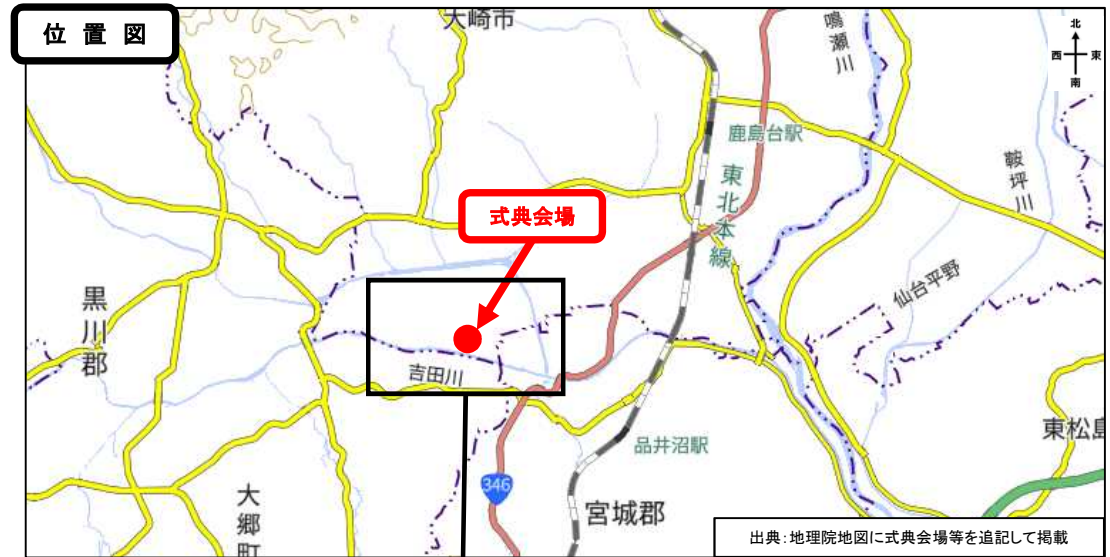 位置図
大崎市
鳴瀬川
北
西 東
南
鹿島台駅
鞍坪川
東北本線
式典会場
仙台平野
黒川郡
吉田川
東松島
品井沼駅
346
大郷町
宮城郡
出典：地理院地図に式典会場等を追記して掲載